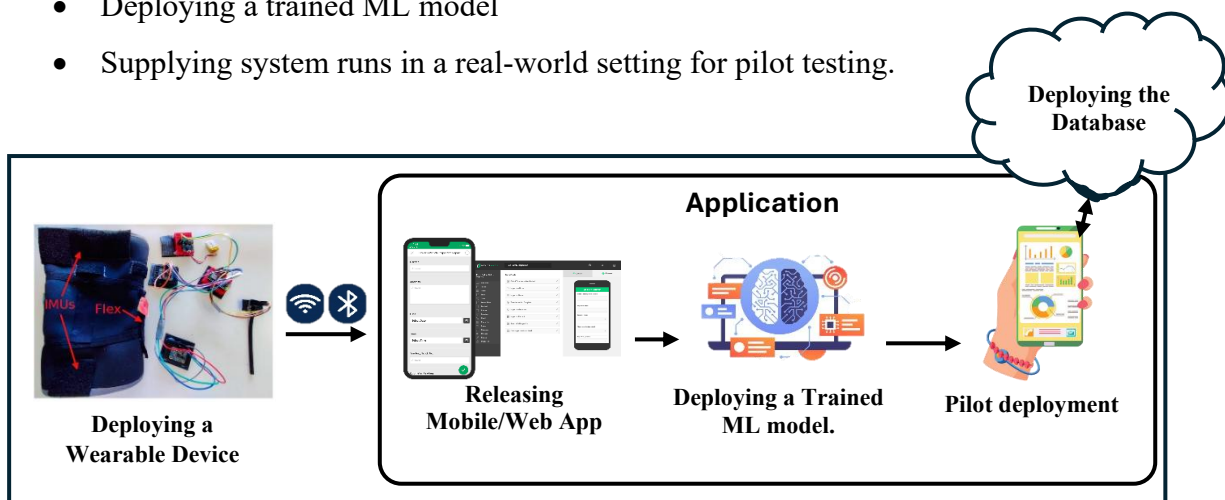 • Deploying a trained ML model
• Supplying system runs in a real-world setting for pilot testing.
Deploying the
Database
Application
IMUs
Flex
Releasing
Mobile/Web App
Deploying a Trained
ML model.
Pilot deployment
Deploying a
Wearable Device